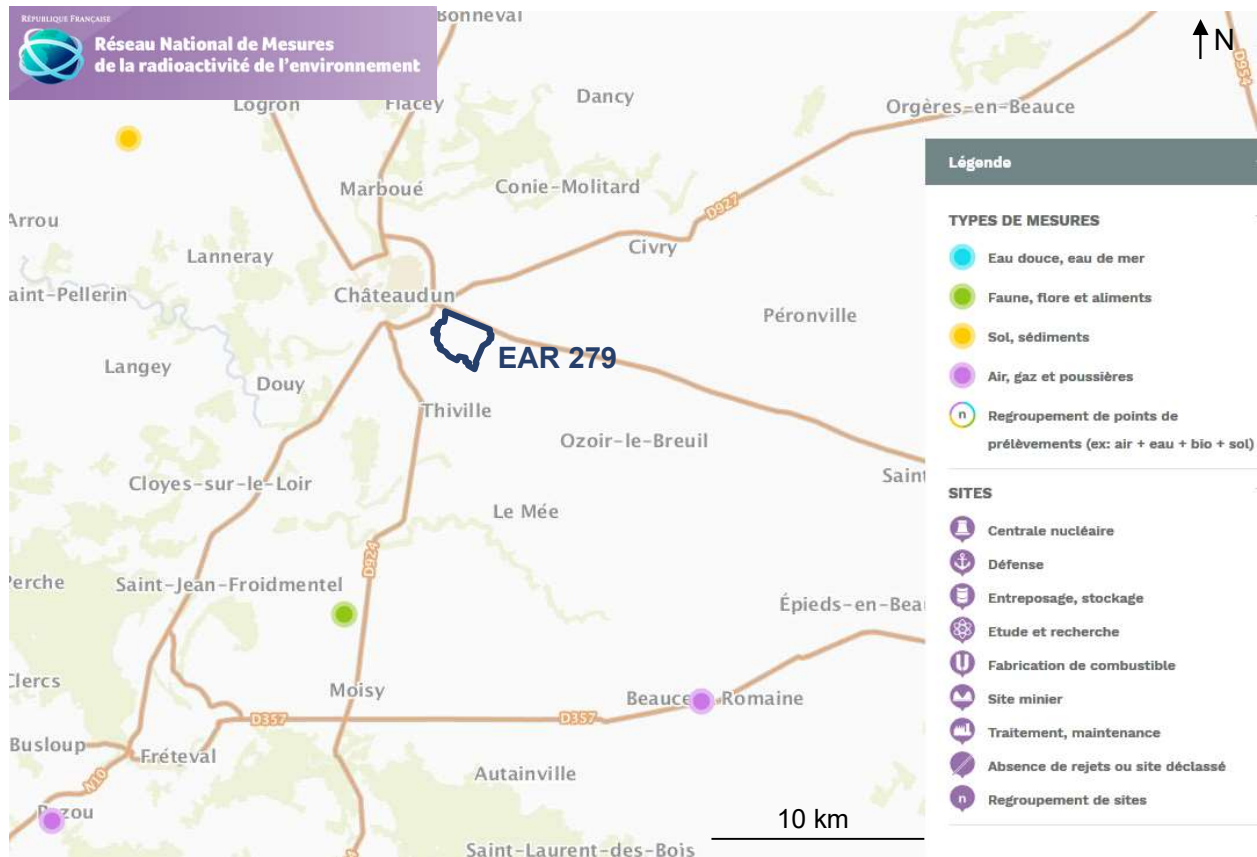 RÉPUBLIQUE FRANÇAISE
Réseau National de Mesures
de la radioactivité de l'environnement
Bonneval
N
D954
Logron
Flacey
Dancy
Orgères-en-Beauce
Légende
Marboué
Conie-Molitard
D927
TYPES DE MESURES
Arrou
Lanneray
Civry
Eau douce, eau de mer
aint-Pellerin
Châteaudun
Faune, flore et aliments
Péronville
Sol, sédiments
EAR 279
Langey
Douy
Air, gaz et poussières
Thiville
n
Regroupement de points de
prélèvements (ex: air + eau + bio + sol)
Ozoir-le-Breuil
Saint
Cloyes-sur-le-Loir
SITES
Le Mée
Centrale nucléaire
D924
Défense
Perche
Saint-Jean-Froidmentel
Entreposage, stockage
Épieds-en-Beau
Etude et recherche
Fabrication de combustible
Clercs
Moisy
Beauce Romaine
Site minier
D357
D357
Traitement, maintenance
Busloup
Fréteval
Absence de rejets ou site déclassé
N10
Autainville
n
Regroupement de sites
Pezou
10 km
Saint-Laurent-des-Bois